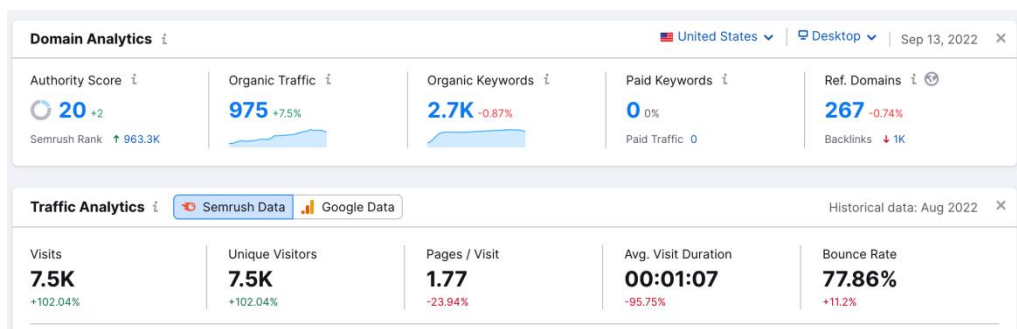 Domain Analytics i
United States Desktop Sep 13, 2022 ×
Authority Score i
20 +2
Semrush Rank ↑ 963.3K
Organic Traffic i
975 +7.5%
Organic Keywords i
2.7K -0.87%
Paid Keywords i
0 0%
Paid Traffic 0
Ref. Domains i
267 -0.74%
Backlinks ↓ 1K
Traffic Analytics i Semrush Data Google Data Historical data: Aug 2022 ×
Visits
7.5K
+102.04%
Unique Visitors
7.5K
+102.04%
Pages / Visit
1.77
-23.94%
Avg. Visit Duration
00:01:07
-95.75%
Bounce Rate
77.86%
+11.2%